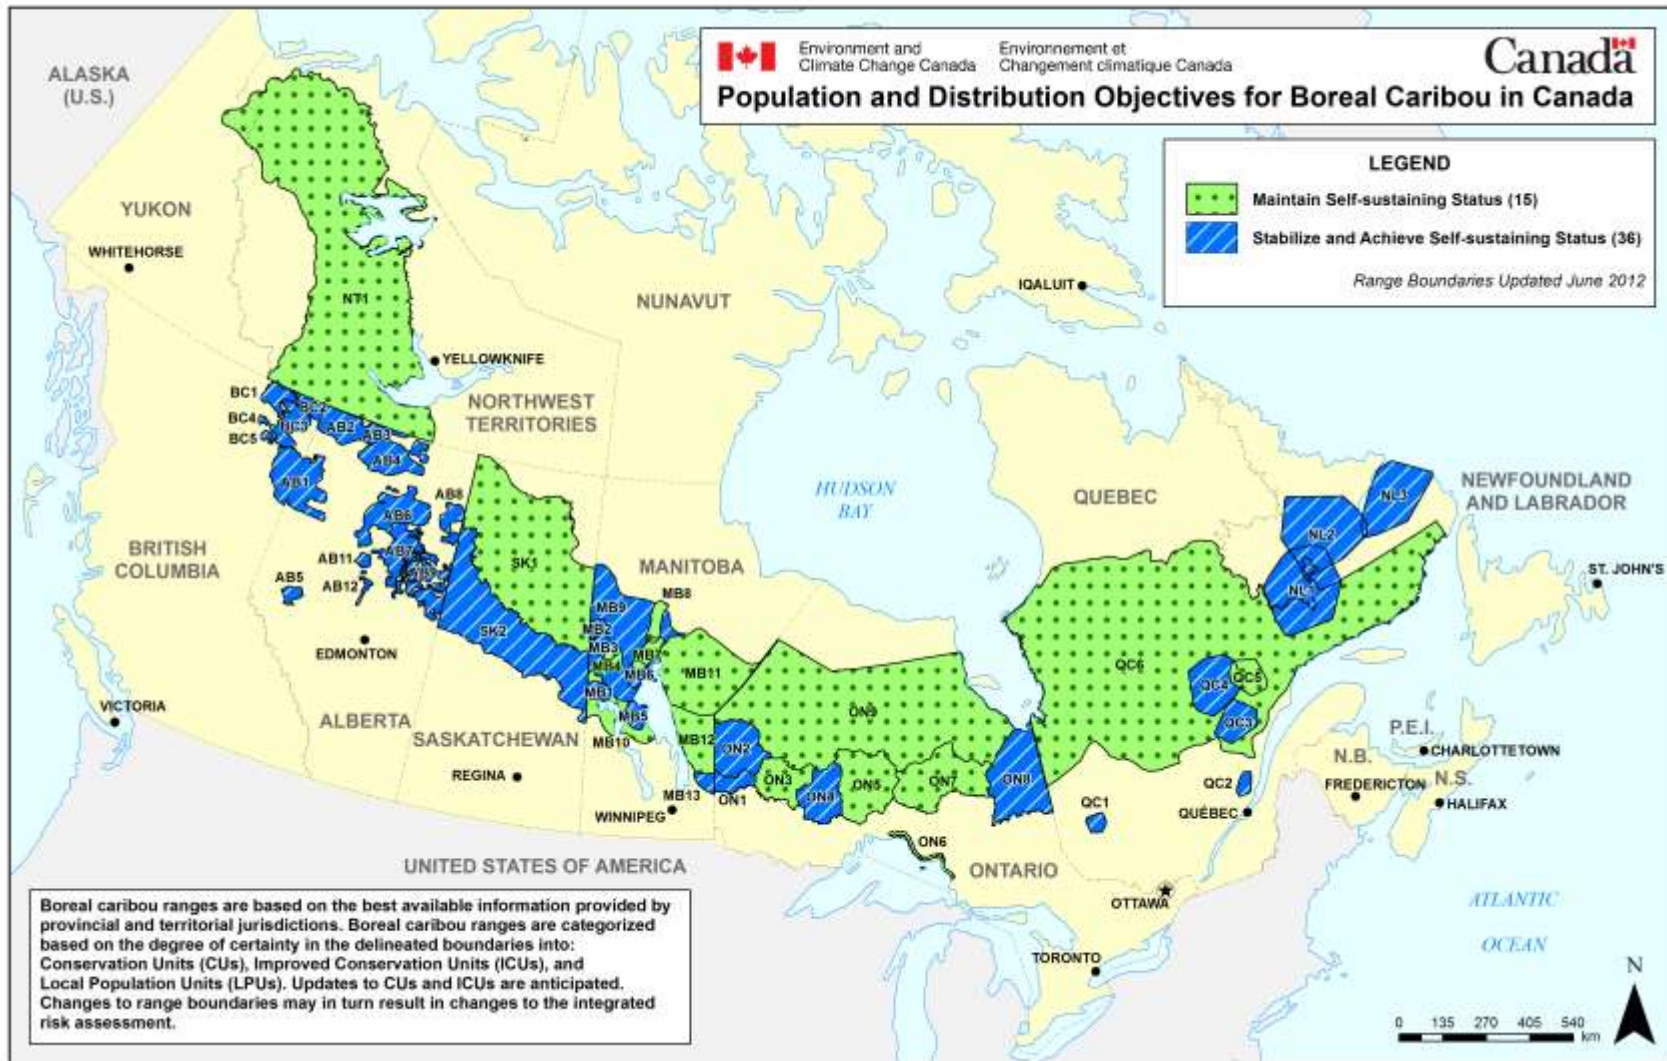 Environment and
Climate Change Canada
Environnement et
Changement climatique Canada
Canada
Population and Distribution Objectives for Boreal Caribou in Canada
LEGEND
Maintain Self-sustaining Status (15)
Stabilize and Achieve Self-sustaining Status (36)
Range Boundaries Updated June 2012
ALASKA
(U.S.)
YUKON
WHITEHORSE
NT1
NUNAVUT
IQALUIT
YELLOWKNIFE
NORTHWEST
TERRITORIES
BC1
BC2
BC4
BC3
BC5
AB2
AB3
AB4
AB1
AB8
AB6
AB7
AB9
AB11
AB12
AB5
BRITISH
COLUMBIA
EDMONTON
VICTORIA
ALBERTA
SK1
SK2
SASKATCHEWAN
REGINA
MANITOBA
MB8
MB9
MB2
MB3
MB7
MB4
MB6
MB1
MB5
MB10
MB11
MB12
MB13
WINNIPEG
HUDSON
BAY
ON9
ON2
ON1
ON3
ON4
ON5
ON7
ON8
ON6
ONTARIO
OTTAWA
TORONTO
QUEBEC
QC6
QC4
QC5
QC3
QC2
QC1
QUÉBEC
NL3
NL2
NL1
NEWFOUNDLAND
AND LABRADOR
ST. JOHN'S
P.E.I.
CHARLOTTETOWN
N.B.
FREDERICTON
N.S.
HALIFAX
UNITED STATES OF AMERICA
ATLANTIC
OCEAN
Boreal caribou ranges are based on the best available information provided by
provincial and territorial jurisdictions. Boreal caribou ranges are categorized
based on the degree of certainty in the delineated boundaries into:
Conservation Units (CUs), Improved Conservation Units (ICUs), and
Local Population Units (LPUs). Updates to CUs and ICUs are anticipated.
Changes to range boundaries may in turn result in changes to the integrated
risk assessment.
N
0 135 270 405 540
km